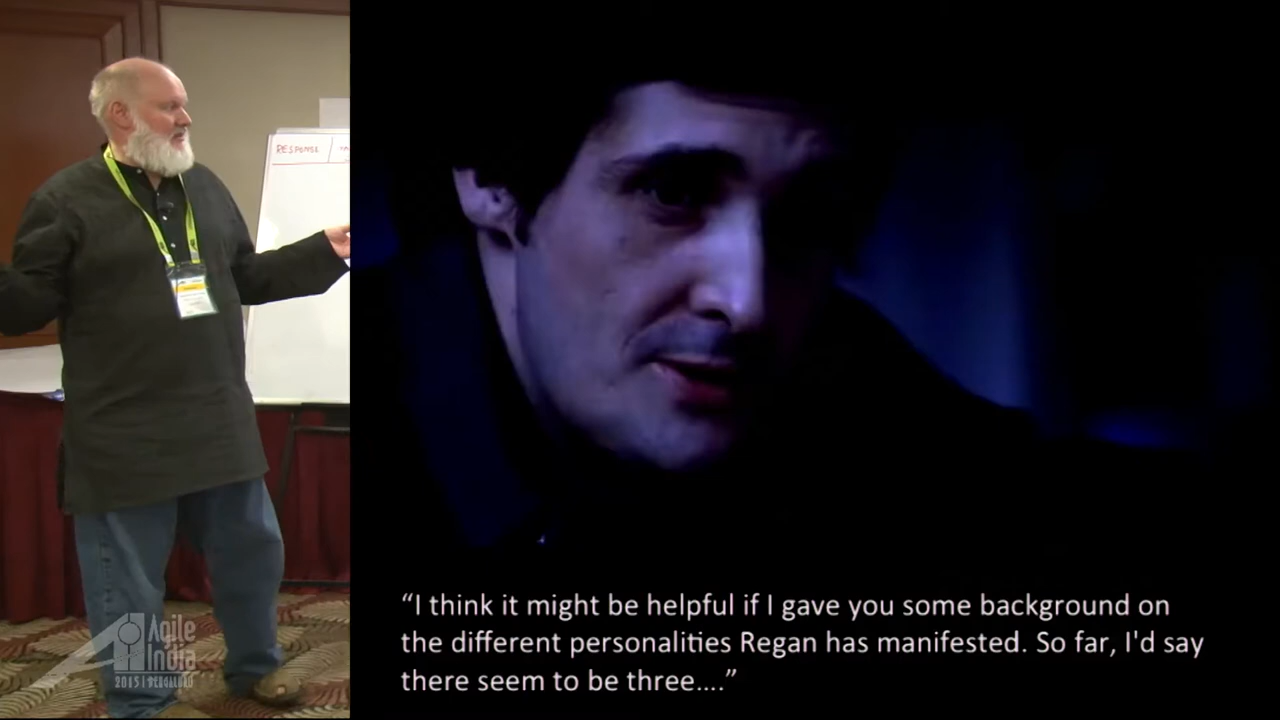 RESPONSE
“I think it might be helpful if I gave you some background on
the different personalities Regan has manifested. So far, I'd say
there seem to be three....”
Agile
India
2015 | BENGALURU